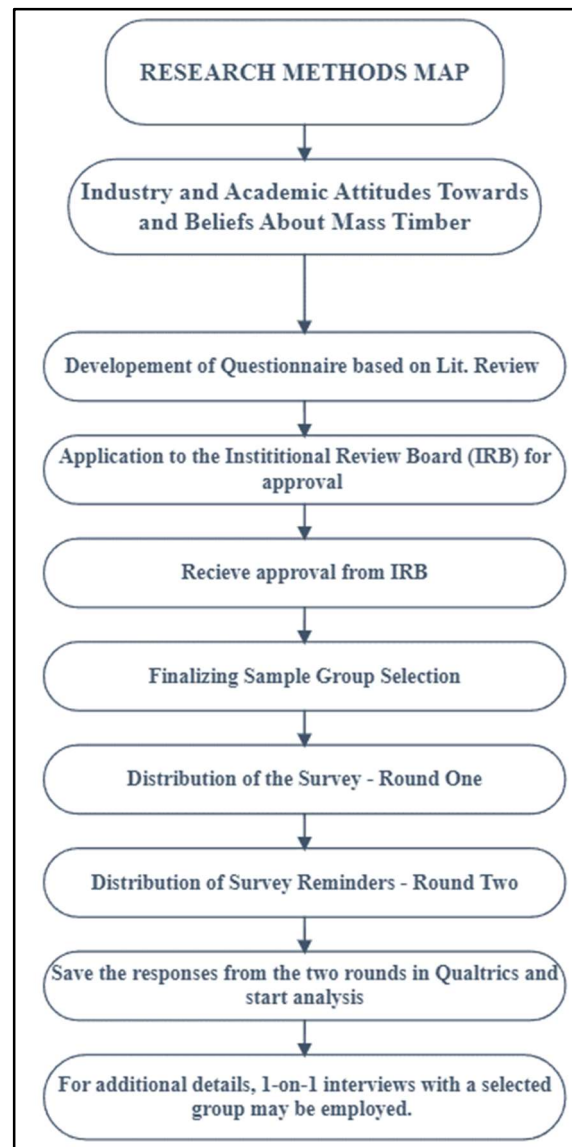 RESEARCH METHODS MAP
Industry and Academic Attitudes Towards
and Beliefs About Mass Timber
Developement of Questionnaire based on Lit. Review
Application to the Instititional Review Board (IRB) for
approval
Recieve approval from IRB
Finalizing Sample Group Selection
Distribution of the Survey - Round One
Distribution of Survey Reminders - Round Two
Save the responses from the two rounds in Qualtrics and
start analysis
For additional details, 1-on-1 interviews with a selected
group may be employed.